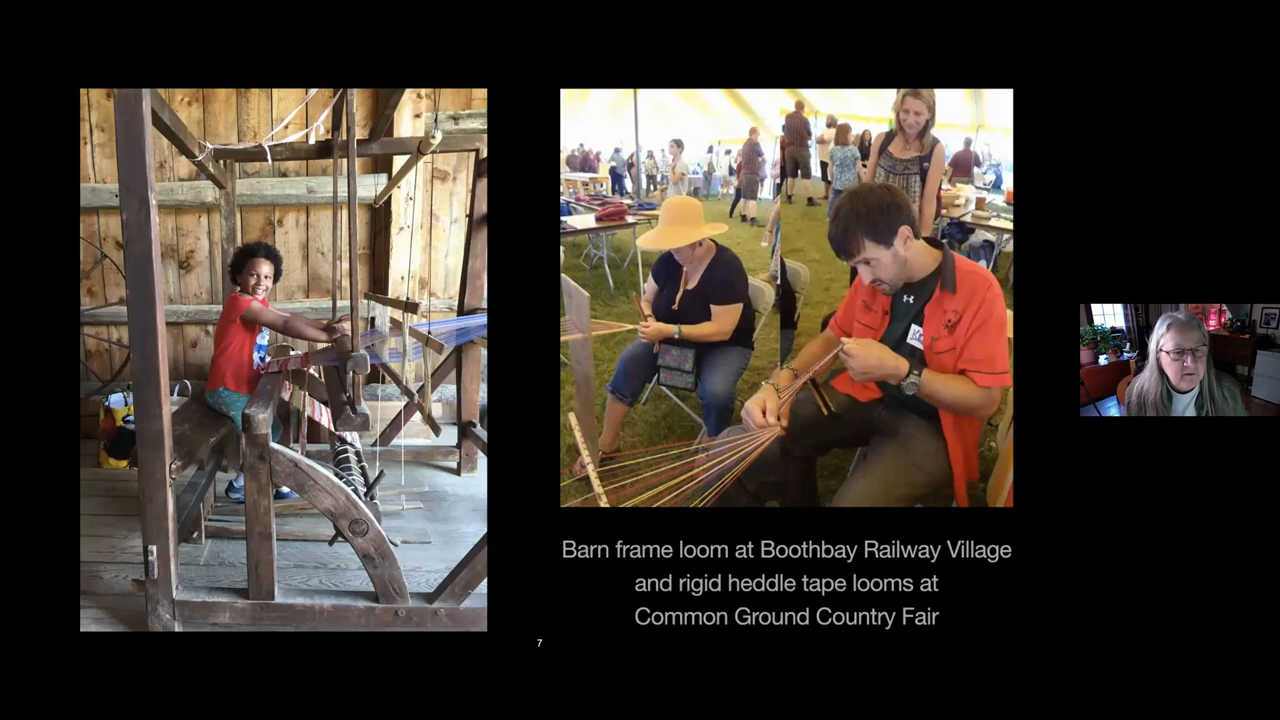 Barn frame loom at Boothbay Railway Village
and rigid heddle tape looms at
Common Ground Country Fair
7